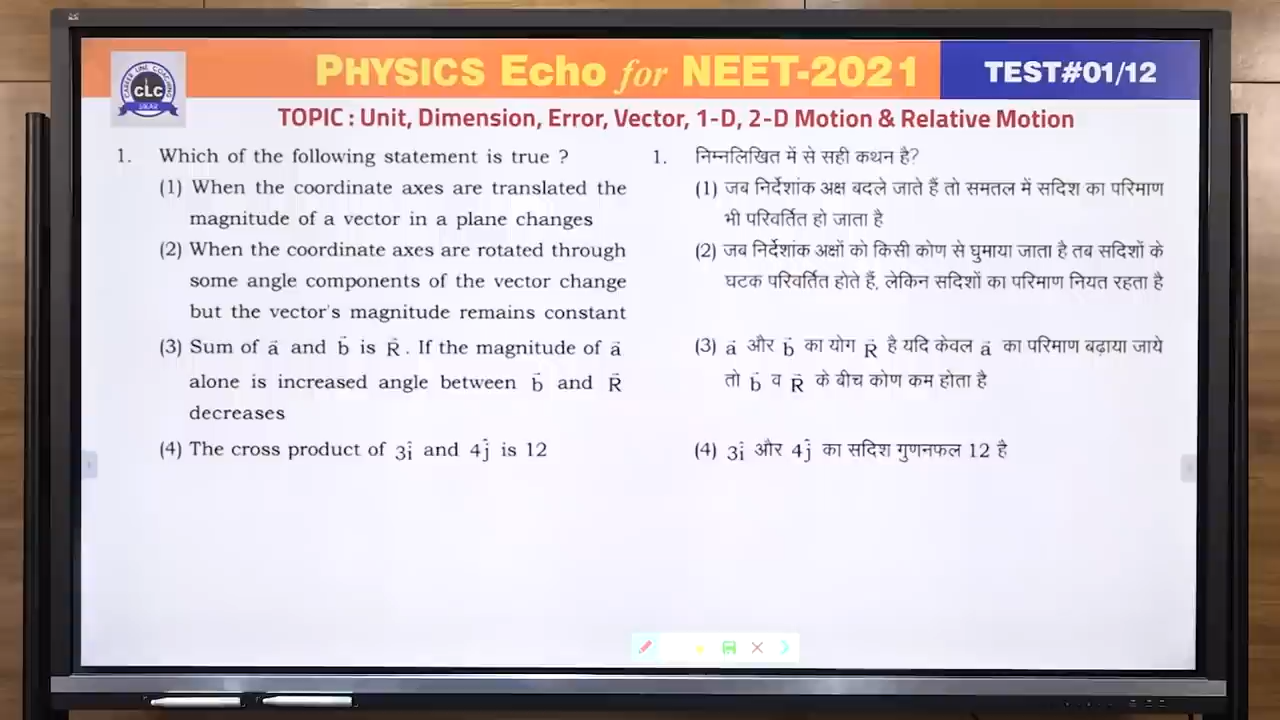 PHYSICS Echo for NEET-2021
TEST#01/12
CAREER LINE COACHING
CLC
SIKAR
TOPIC : Unit, Dimension, Error, Vector, 1-D, 2-D Motion & Relative Motion
1. Which of the following statement is true ?
(1) When the coordinate axes are translated the
magnitude of a vector in a plane changes
(2) When the coordinate axes are rotated through
some angle components of the vector change
but the vector's magnitude remains constant
(3) Sum of a⃗ and b⃗ is R⃗. If the magnitude of a⃗
alone is increased angle between b⃗ and R⃗
decreases
(4) The cross product of 3î and 4ĵ is 12
1. निम्नलिखित में से सही कथन है?
(1) जब निर्देशांक अक्ष बदले जाते हैं तो समतल में सदिश का परिमाण
भी परिवर्तित हो जाता है
(2) जब निर्देशांक अक्षों को किसी कोण से घुमाया जाता है तब सदिशों के
घटक परिवर्तित होते हैं, लेकिन सदिशों का परिमाण नियत रहता है
(3) a⃗ और b⃗ का योग R⃗ है यदि केवल a⃗ का परिमाण बढ़ाया जाये
तो b⃗ व R⃗ के बीच कोण कम होता है
(4) 3î और 4ĵ का सदिश गुणनफल 12 है